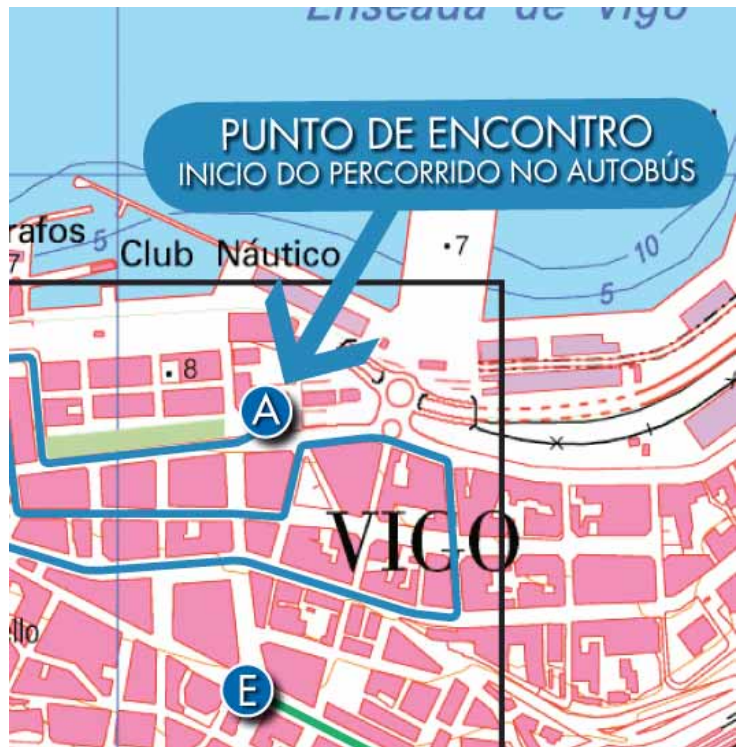 Enseada de Vigo
PUNTO DE ENCONTRO
INICIO DO PERCORRIDO NO AUTOBÚS
rafos
5
Club Náutico
7
7
10
5
8
A
VIGO
llo
E